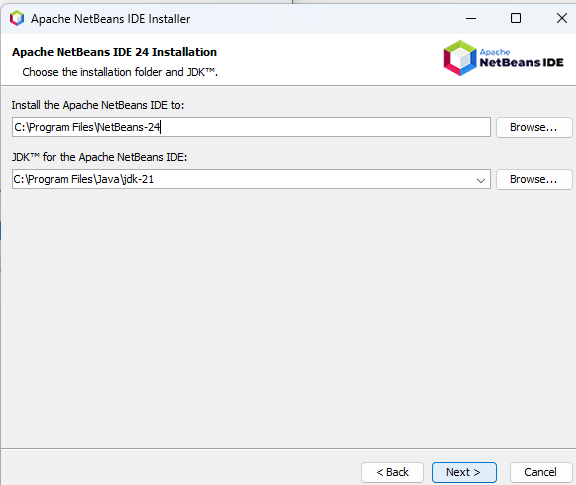 Apache NetBeans IDE Installer
Apache NetBeans IDE 24 Installation
Choose the installation folder and JDK™.
Apache
NetBeans IDE
Install the Apache NetBeans IDE to:
C:\Program Files\NetBeans-24
Browse...
JDK™ for the Apache NetBeans IDE:
C:\Program Files\Java\jdk-21
Browse...
< Back
Next >
Cancel